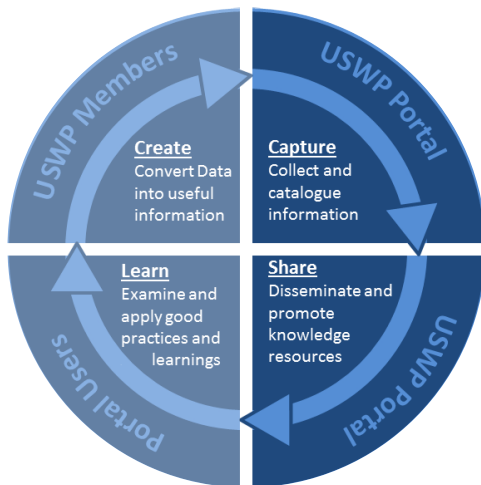 USWP Members
USWP Portal
Create
Convert Data
into useful
information
Capture
Collect and
catalogue
information
Learn
Examine and
apply good
practices and
learnings
Share
Disseminate and
promote
knowledge
resources
Portal Users
USWP Portal